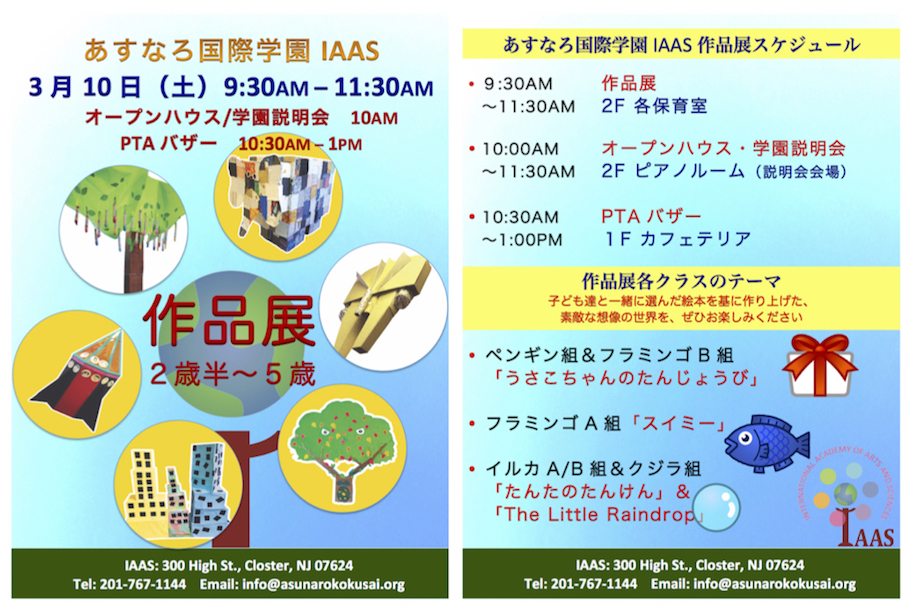 あすなろ国際学園 IAAS
3月10日（土）9:30AM – 11:30AM
オープンハウス/学園説明会 10AM
PTA バザー 10:30AM – 1PM
作品展
２歳半～５歳
IAAS: 300 High St., Closter, NJ 07624
Tel: 201-767-1144 Email: info@asunarokokusai.org
あすなろ国際学園 IAAS 作品展スケジュール
• 9:30AM 作品展
～11:30AM 2F 各保育室
• 10:00AM オープンハウス・学園説明会
～11:30AM 2F ピアノルーム（説明会会場）
• 10:30AM PTA バザー
～1:00PM １F カフェテリア
作品展各クラスのテーマ
子ども達と一緒に選んだ絵本を基に作り上げた、
素敵な想像の世界を、ぜひお楽しみください
• ペンギン組＆フラミンゴB組
「うさこちゃんのたんじょうび」
• フラミンゴA組「スイミー」
• イルカA/B組＆クジラ組
「たんたのたんけん」＆
「The Little Raindrop」
INTERNATIONAL ACADEMY OF ARTS AND SCIENCES
IAAS
IAAS: 300 High St., Closter, NJ 07624
Tel: 201-767-1144 Email: info@asunarokokusai.org